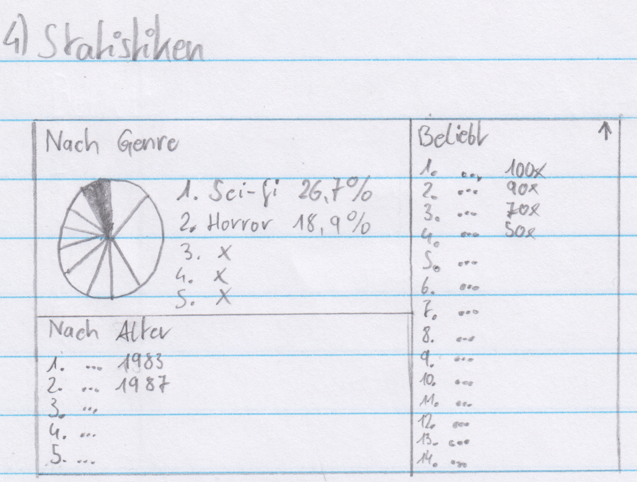 4) Statistiken
Nach Genre
1. Sci-fi 26,7%
2. Horror 18,9%
3. x
4. x
5. x
Nach Alter
1. ... 1983
2. ... 1987
3. ...
4. ...
5. ...
Beliebt ↑
1. ... 100x
2. ... 90x
3. ... 70x
4. ... 50x
5. ...
6. ...
7. ...
8. ...
9. ...
10. ...
11. ...
12. ...
13. ...
14. ...